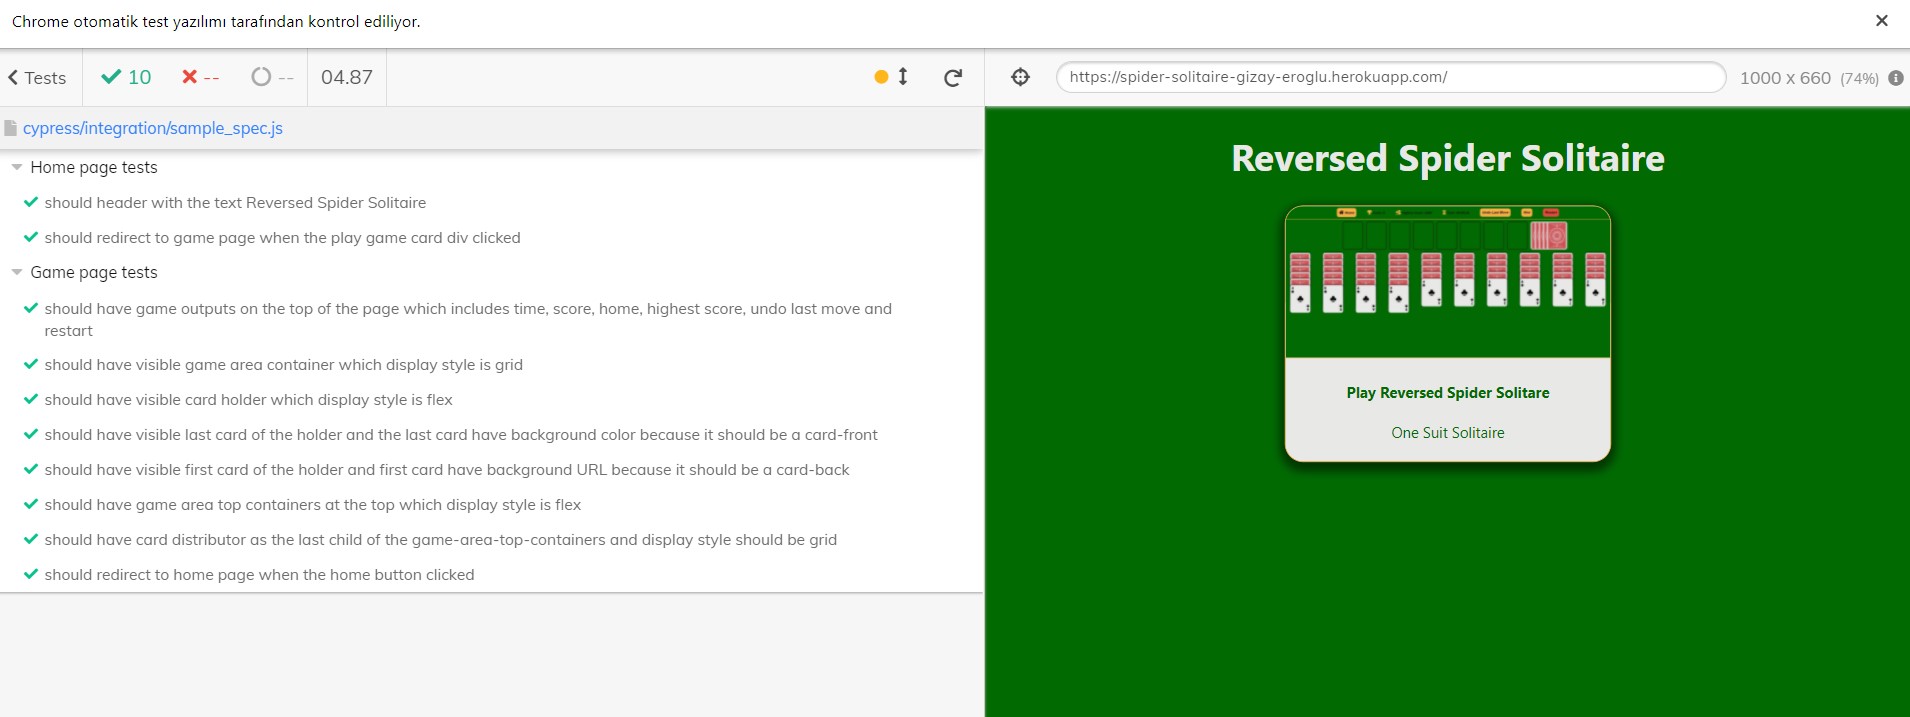 Chrome otomatik test yazılımı tarafından kontrol ediliyor.
Tests 10 -- -- 04.87
https://spider-solitaire-gizay-eroglu.herokuapp.com/ 1000 x 660 (74%)
cypress/integration/sample_spec.js
Home page tests
should header with the text Reversed Spider Solitaire
should redirect to game page when the play game card div clicked
Game page tests
should have game outputs on the top of the page which includes time, score, home, highest score, undo last move and
restart
should have visible game area container which display style is grid
should have visible card holder which display style is flex
should have visible last card of the holder and the last card have background color because it should be a card-front
should have visible first card of the holder and first card have background URL because it should be a card-back
should have game area top containers at the top which display style is flex
should have card distributor as the last child of the game-area-top-containers and display style should be grid
should redirect to home page when the home button clicked
Reversed Spider Solitaire
Play Reversed Spider Solitare
One Suit Solitaire